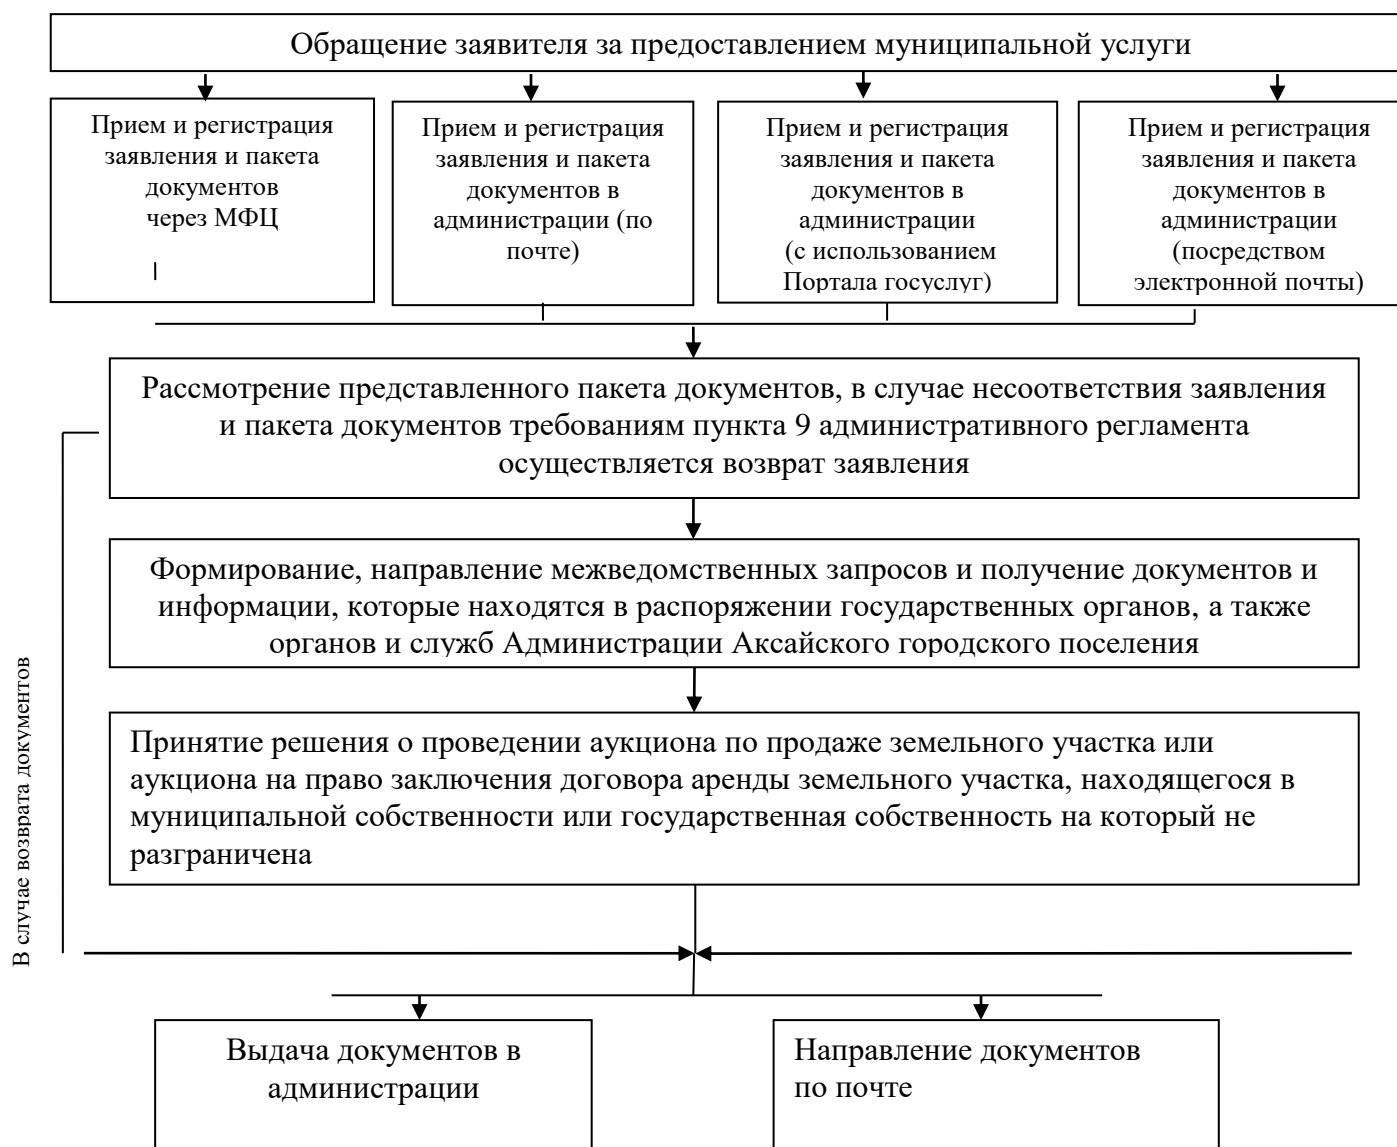 Обращение заявителя за предоставлением муниципальной услуги
Прием и регистрация
заявления и пакета
документов
через МФЦ
Прием и регистрация
заявления и пакета
документов в
администрации (по
почте)
Прием и регистрация
заявления и пакета
документов в
администрации
(с использованием
Портала госуслуг)
Прием и регистрация
заявления и пакета
документов в
администрации
(посредством
электронной почты)
Рассмотрение представленного пакета документов, в случае несоответствия заявления
и пакета документов требованиям пункта 9 административного регламента
осуществляется возврат заявления
Формирование, направление межведомственных запросов и получение документов и
информации, которые находятся в распоряжении государственных органов, а также
органов и служб Администрации Аксайского городского поселения
В случае возврата документов
Принятие решения о проведении аукциона по продаже земельного участка или
аукциона на право заключения договора аренды земельного участка, находящегося в
муниципальной собственности или государственная собственность на который не
разграничена
Выдача документов в
администрации
Направление документов
по почте